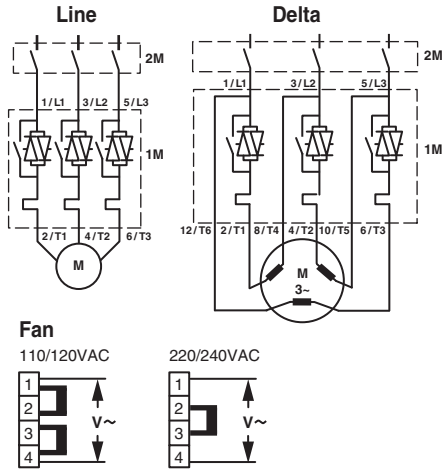 Line
Delta
2M
2M
1/L1 3/L2 5/L3
1/L1 3/L2 5/L3
1M
1M
2/T1 4/T2 6/T3
12/T6 2/T1 8/T4 4/T2 10/T5 6/T3
M
M
3~
Fan
110/120VAC
220/240VAC
1
2
3
4
V~
1
2
3
4
V~